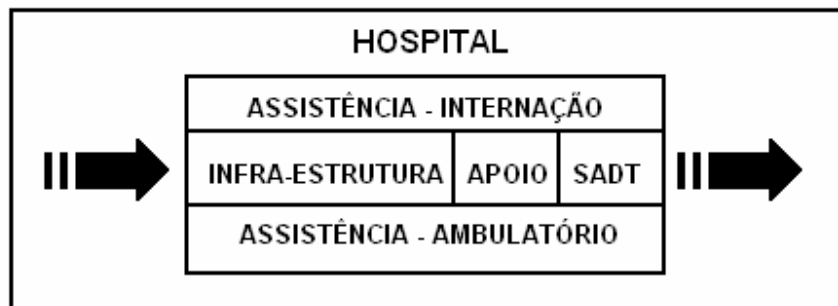 HOSPITAL
ASSISTÊNCIA - INTERNAÇÃO
INFRA-ESTRUTURA APOIO SADT
ASSISTÊNCIA - AMBULATÓRIO